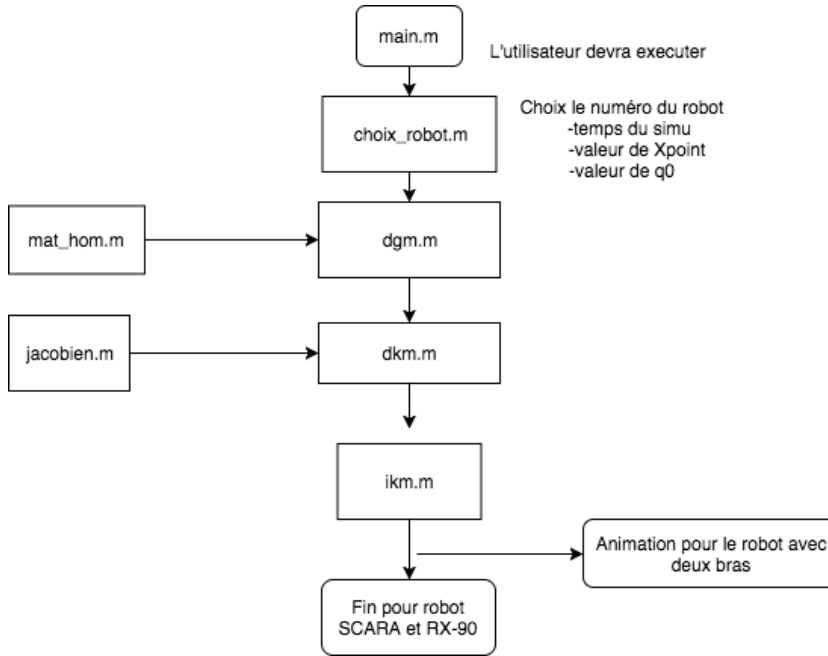 main.m
L'utilisateur devra executer
choix_robot.m
Choix le numéro du robot
-temps du simu
-valeur de Xpoint
-valeur de q0
mat_hom.m
dgm.m
jacobien.m
dkm.m
ikm.m
Animation pour le robot avec
deux bras
Fin pour robot
SCARA et RX-90